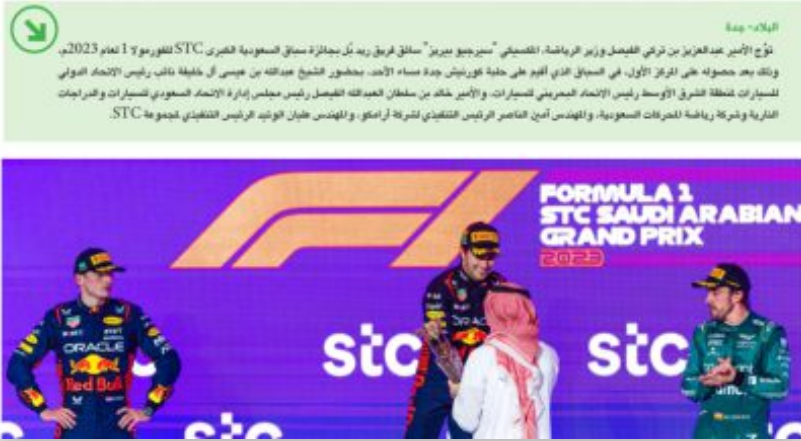 البلاد- جدة
توّج الأمير عبدالعزيز بن تركي الفيصل وزير الرياضة، المكسيكي "سيرجيو بيريز" سائق فريق ريد بُل بجائزة سباق السعودية الكبرى STC للفورمولا 1 لعام 2023م،
وذلك بعد حصوله على المركز الأول، في السباق الذي أقيم على حلبة كورنيش جدة مساء الأحد، بحضور الشيخ عبدالله بن عيسى آل خليفة نائب رئيس الاتحاد الدولي
للسيارات لمنطقة الشرق الأوسط رئيس الاتحاد البحريني للسيارات، والأمير خالد بن سلطان العبدالله الفيصل رئيس مجلس إدارة الاتحاد السعودي للسيارات والدراجات
النارية وشركة رياضة المحركات السعودية، والمهندس أمين الناصر الرئيس التنفيذي لشركة أرامكو، والمهندس عليان الوتيد الرئيس التنفيذي لمجموعة STC.
FORMULA 1
STC SAUDI ARABIAN
GRAND PRIX
2023
stc
stc
ORACLE
Red Bull